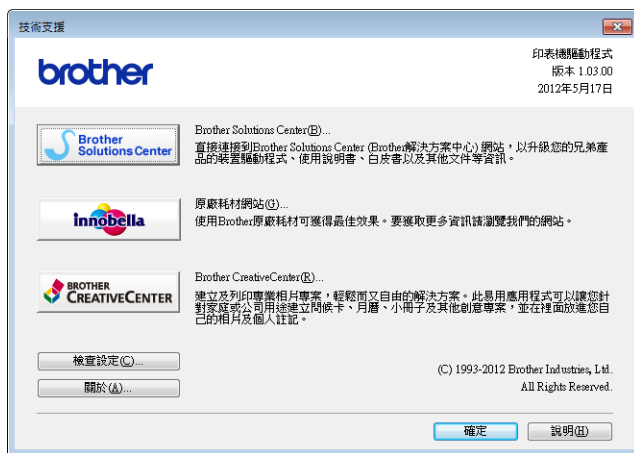 技術支援
brother
印表機驅動程式
版本 1.03.00
2012年5月17日
Brother
Solutions Center
Brother Solutions Center(B)...
直接連接到Brother Solutions Center (Brother解決方案中心) 網站，以升級您的兄弟產
品的裝置驅動程式、使用說明書、白皮書以及其他文件等資訊。
innobella
原廠耗材網站(G)...
使用Brother原廠耗材可獲得最佳效果。要獲取更多資訊請瀏覽我們的網站。
BROTHER
CREATIVECENTER
Brother CreativeCenter(R)...
建立及列印專業相片專案，輕鬆而又自由的解決方案。此易用應用程式可以讓您針
對家庭或公司用途建立問候卡、月曆、小冊子及其他創意專案，並在裡面放進您自
己的相片及個人註記。
檢查設定(C)...
關於(A)...
(C) 1993-2012 Brother Industries, Ltd.
All Rights Reserved.
確定
說明(H)